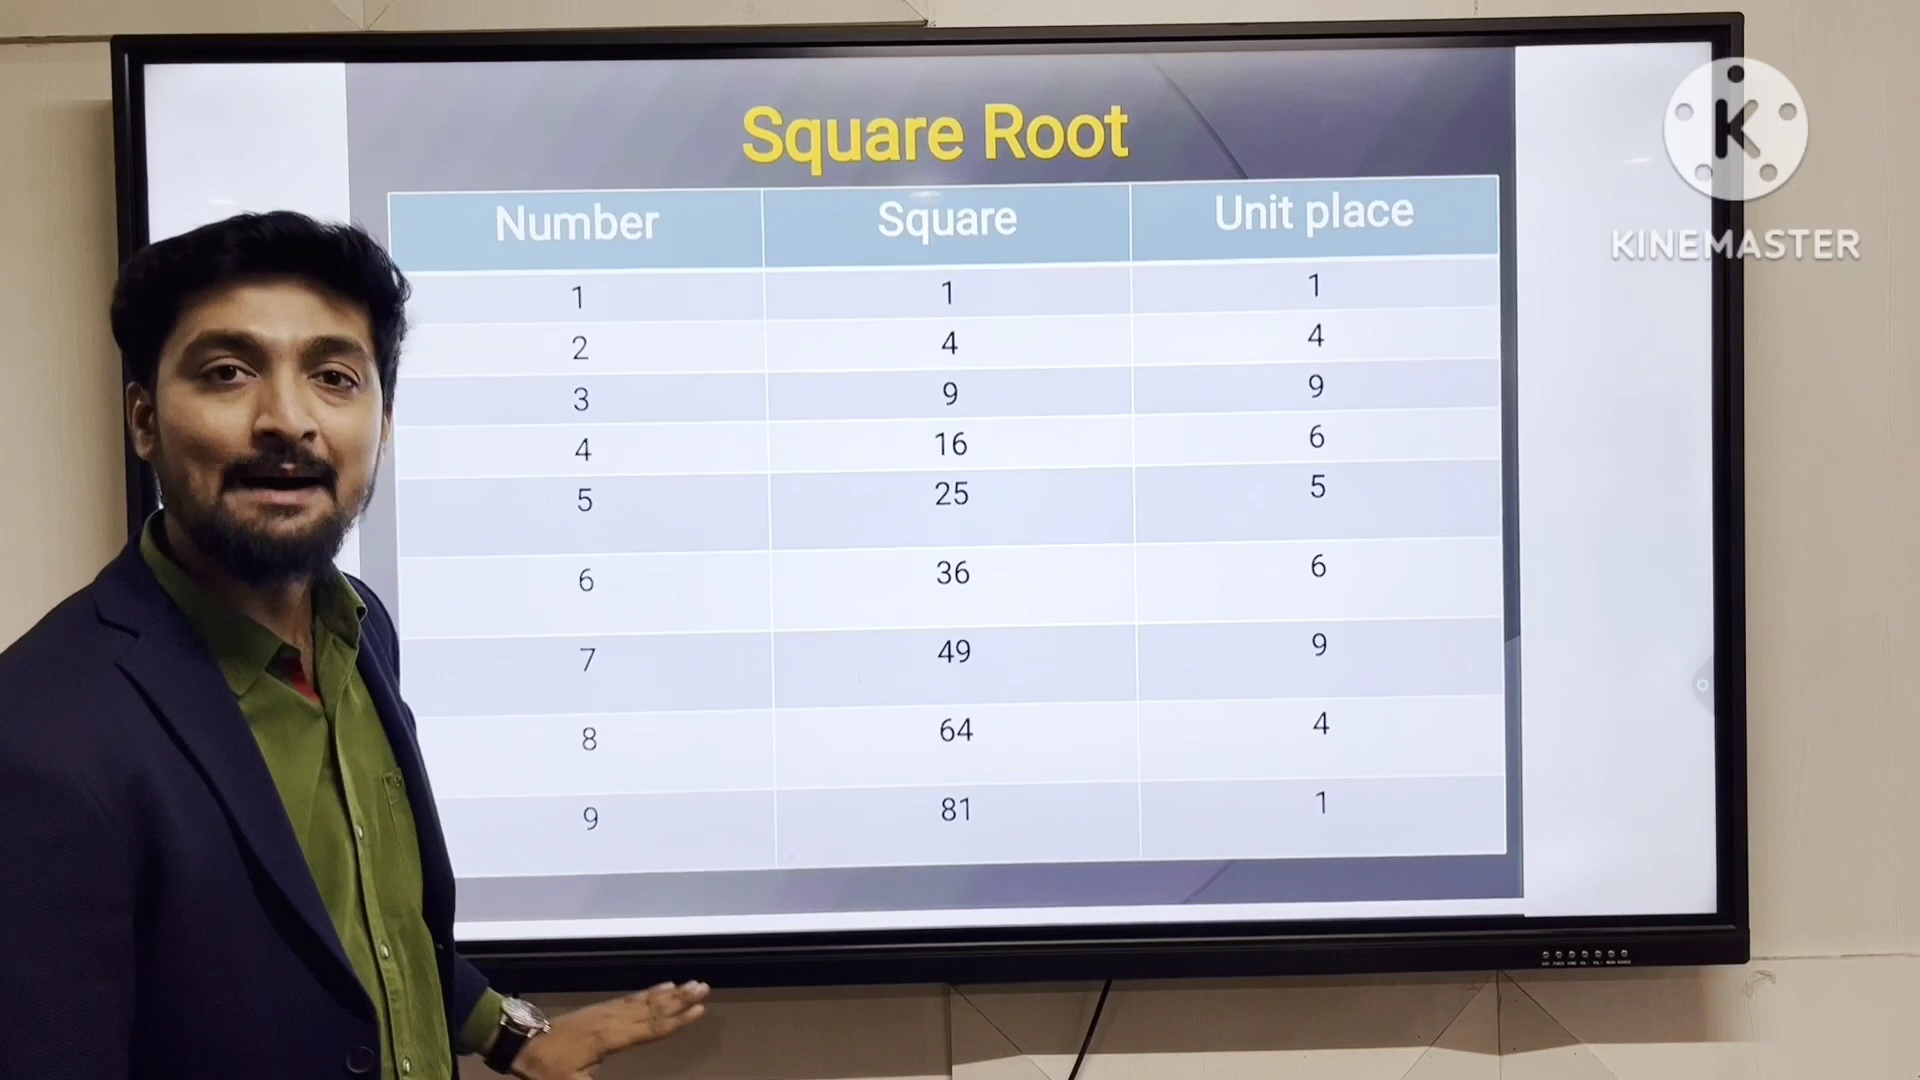 Square Root
Number Square Unit place
1 1 1
2 4 4
3 9 9
4 16 6
5 25 5
6 36 6
7 49 9
8 64 4
9 81 1
K
KINEMASTER